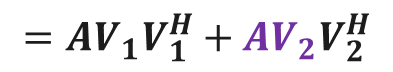 = AV₁V₁ᴴ + AV₂V₂ᴴ